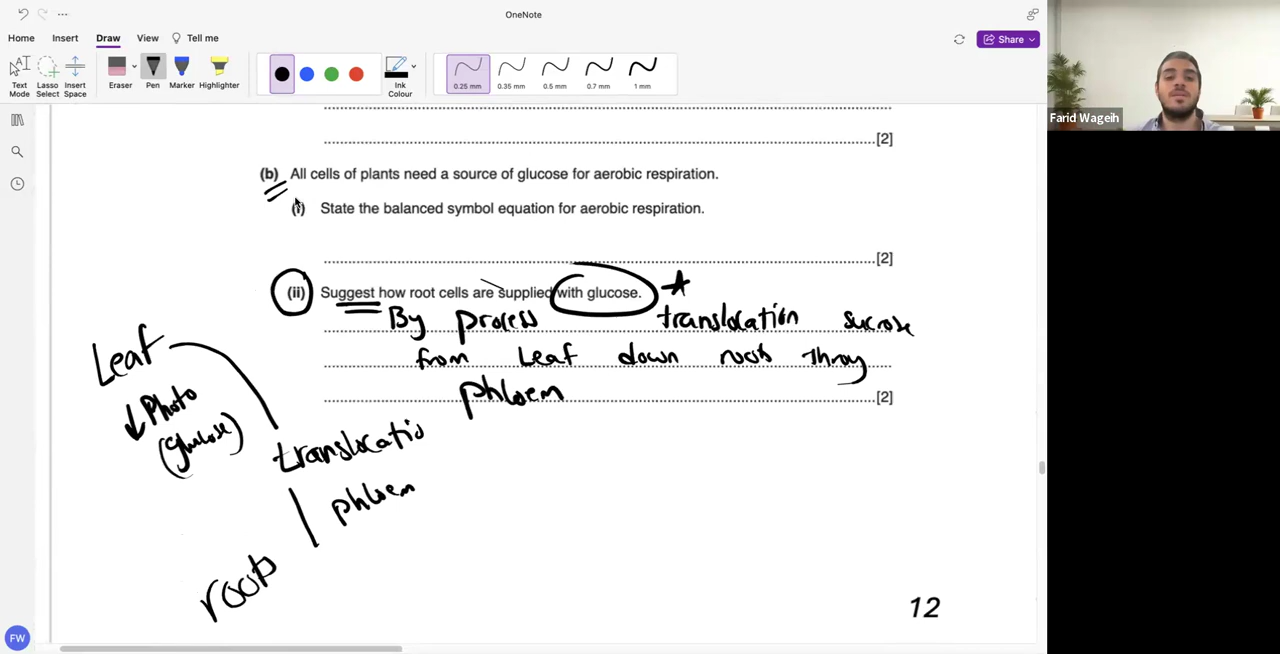 OneNote
Home Insert Draw View Tell me
Share
Text Mode
Lasso Select
Insert Space
Eraser
Pen
Marker
Highlighter
Ink Colour
0.25 mm
0.35 mm
0.5 mm
0.7 mm
1 mm
Farid Wageih
[2]
(b) All cells of plants need a source of glucose for aerobic respiration.
(i) State the balanced symbol equation for aerobic respiration.
[2]
(ii) Suggest how root cells are supplied with glucose.
By process translocation sucrose
from Leaf down roots throg
phloem
[2]
Leaf
Photo
(glucose)
translocatio
phloem
roots
12
FW